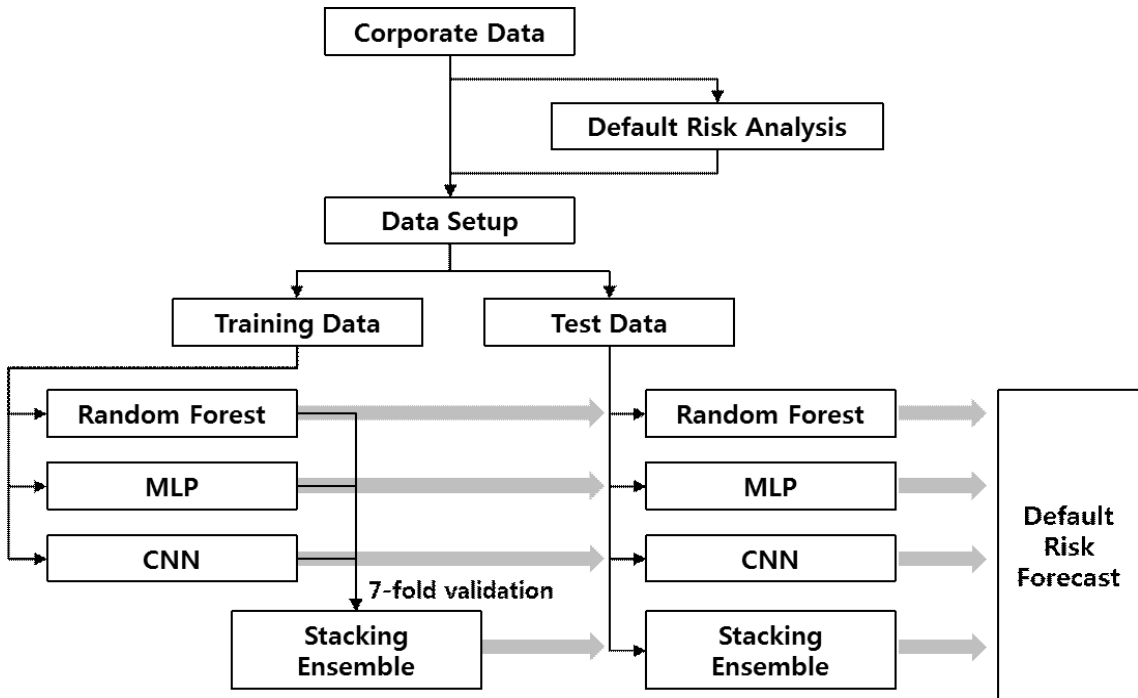 Corporate Data
Default Risk Analysis
Data Setup
Training Data
Test Data
Random Forest
Random Forest
MLP
MLP
CNN
CNN
7-fold validation
Stacking
Ensemble
Stacking
Ensemble
Default
Risk
Forecast